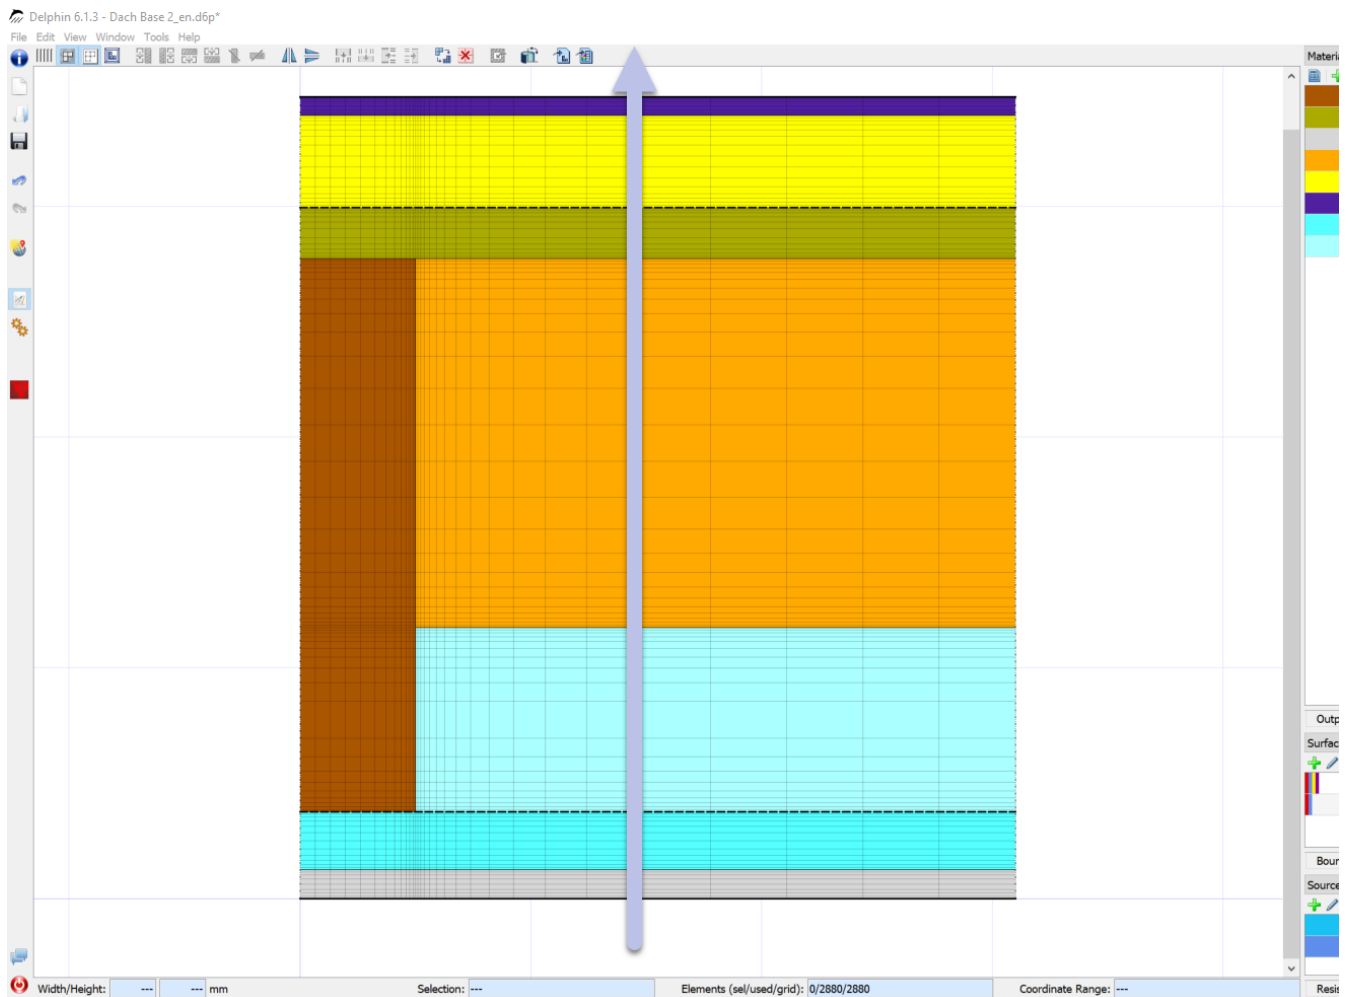 Delphin 6.1.3 - Dach Base 2_en.d6p*
File Edit View Window Tools Help
Materi
Outp
Surfac
Bour
Source
Width/Height: --- --- mm Selection: --- Elements (sel/used/grid): 0/2880/2880 Coordinate Range: --- Resis